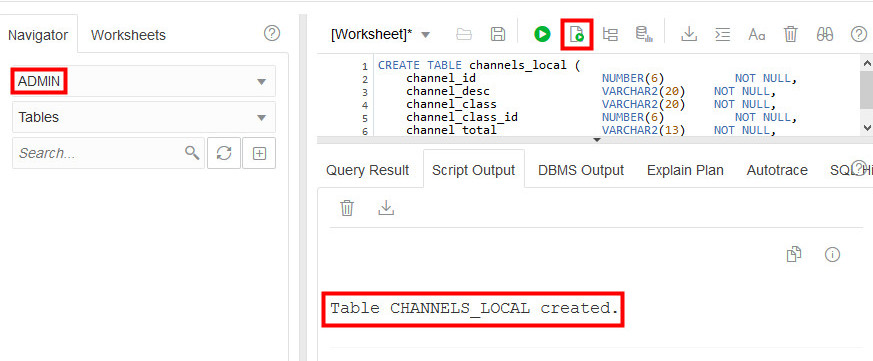 Navigator
Worksheets
ADMIN
Tables
Search...
[Worksheet]*
Aa
1 CREATE TABLE channels_local (
2 channel_id NUMBER(6) NOT NULL,
3 channel_desc VARCHAR2(20) NOT NULL,
4 channel_class VARCHAR2(20) NOT NULL,
5 channel_class_id NUMBER(6) NOT NULL,
6 channel_total VARCHAR2(13) NOT NULL,
Query Result
Script Output
DBMS Output
Explain Plan
Autotrace
SQL Hi
Table CHANNELS_LOCAL created.